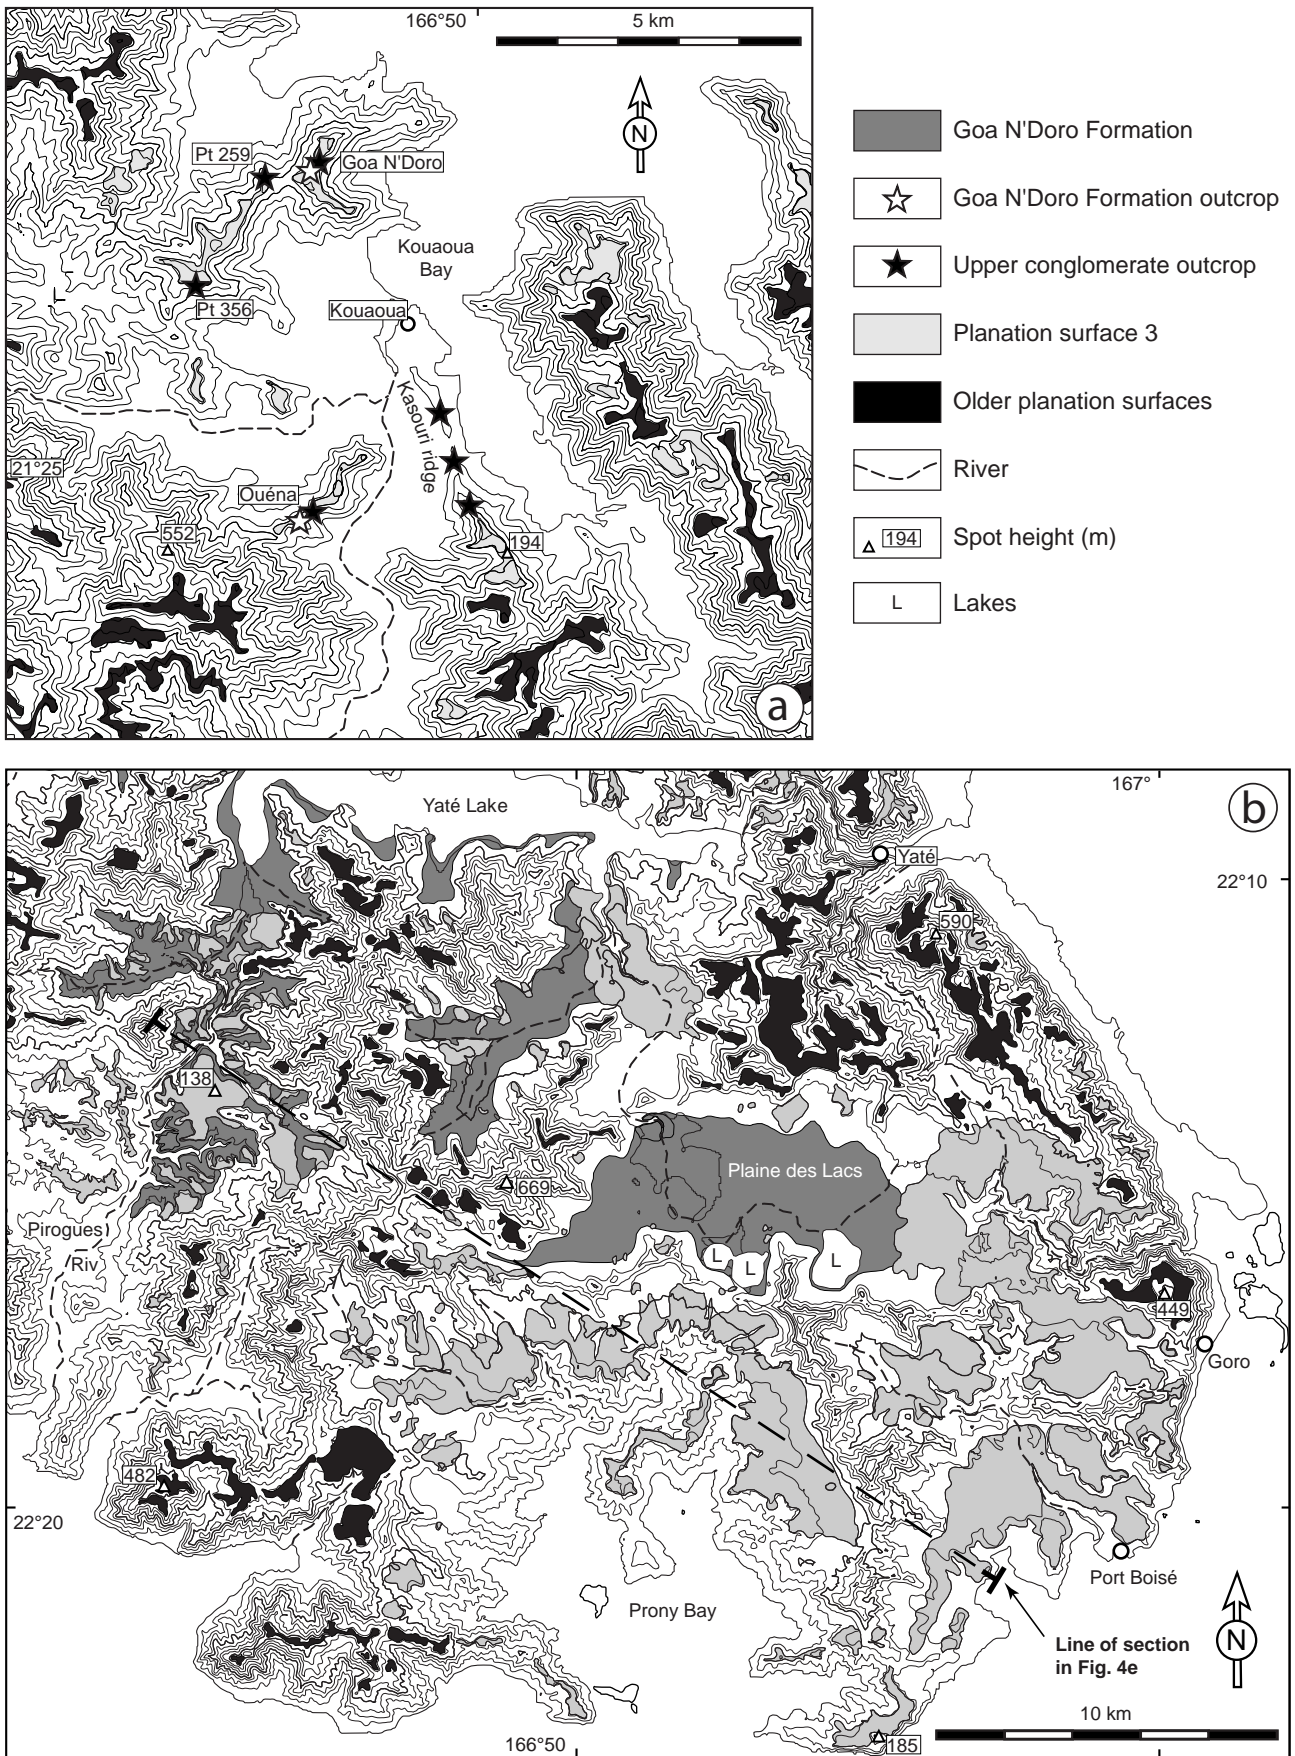 166°50
5 km
N
Pt 259
Goa N'Doro
Kouaoua
Bay
Pt 356
Kouaoua
Kasouri ridge
21°25
Ouéna
552
194
a
Goa N'Doro Formation
Goa N'Doro Formation outcrop
Upper conglomerate outcrop
Planation surface 3
Older planation surfaces
River
194
Spot height (m)
L
Lakes
Yaté Lake
167°
b
Yaté
22°10
590
138
Plaine des Lacs
669
Pirogues
Riv
L
L
L
449
Goro
482
22°20
Port Boisé
Prony Bay
N
Line of section
in Fig. 4e
10 km
166°50
185